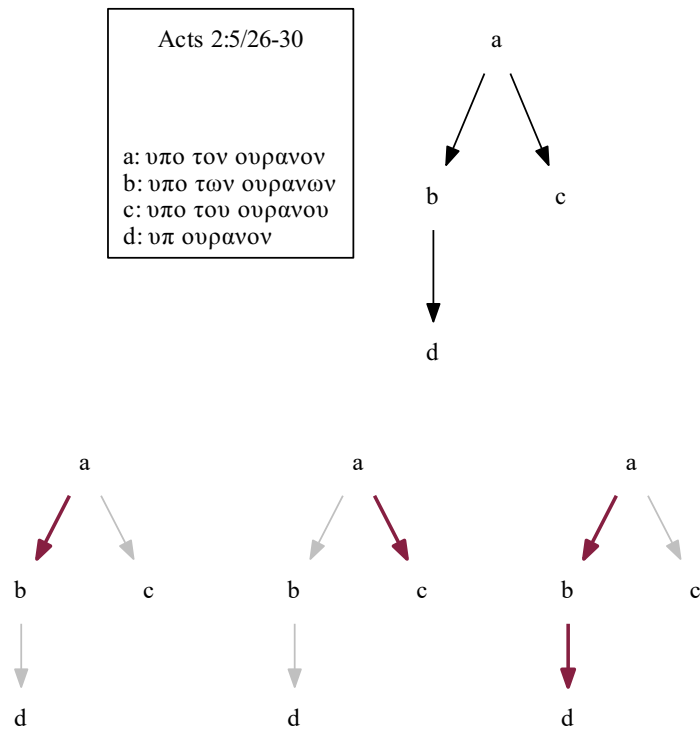 Acts 2:5/26-30
a: υπο τον ουρανον
b: υπο των ουρανων
c: υπο του ουρανου
d: υπ ουρανον
a
b c
d
a a a
b c b c b c
d d d